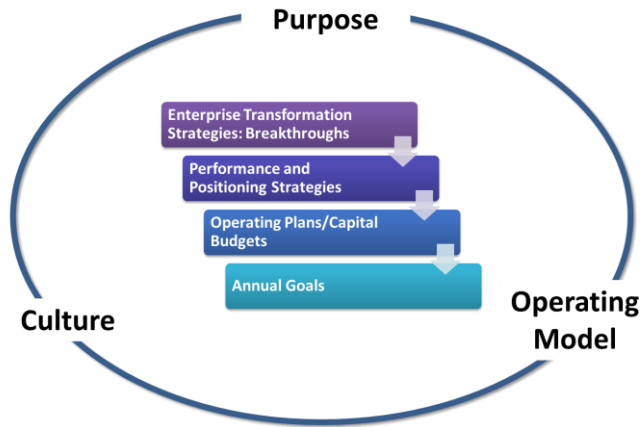 Purpose
Enterprise Transformation
Strategies: Breakthroughs
Performance and
Positioning Strategies
Operating Plans/Capital
Budgets
Annual Goals
Culture
Operating
Model